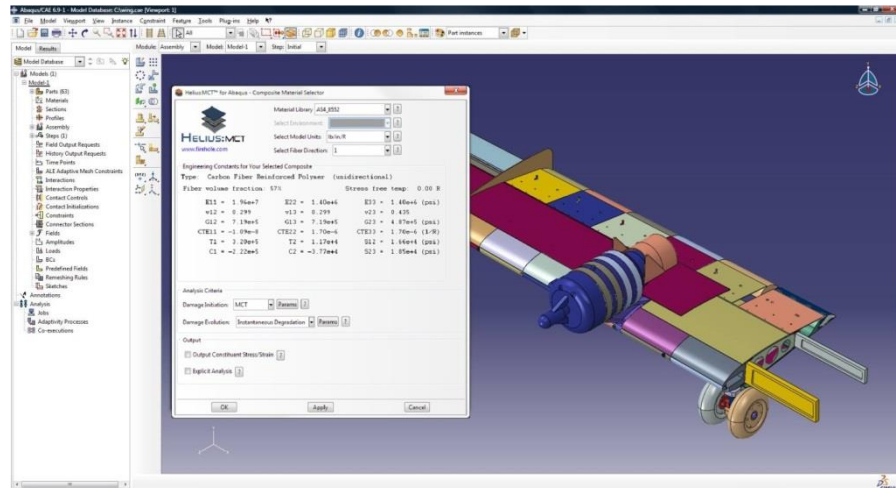 Abaqus/CAE 6.9-1 - Model Database: C:\wing.cae [Viewport: 1]
File Model Viewport View Instance Constraint Feature Tools Plug-ins Help
All
Part instances
Model Results
Module: Assembly Model: Model-1 Step: Initial
Model Database
Models (1)
Model-1
Parts (63)
Materials
Sections
Profiles
Assembly
Steps (1)
Field Output Requests
History Output Requests
Time Points
ALE Adaptive Mesh Constraints
Interactions
Interaction Properties
Contact Controls
Contact Initializations
Constraints
Connector Sections
Fields
Amplitudes
Loads
BCs
Predefined Fields
Remeshing Rules
Sketches
Annotations
Analysis
Jobs
Adaptivity Processes
Co-executions
Helius:MCT™ for Abaqus - Composite Material Selector
HELIUS:MCT
www.firehole.com
Material Library AS4_8552
Select Environment
Select Model Units lb/in/R
Select Fiber Direction 1
Engineering Constants for Your Selected Composite
Type: Carbon Fiber Reinforced Polymer (unidirectional)
Fiber volume fraction: 57% Stress free temp: 0.00 R
E11 = 1.96e+7 E22 = 1.40e+6 E33 = 1.40e+6 (psi)
v12 = 0.299 v13 = 0.299 v23 = 0.435
G12 = 7.19e+5 G13 = 7.19e+5 G23 = 4.87e+5 (psi)
CTE11 = -1.09e-8 CTE22 = 1.70e-6 CTE33 = 1.70e-6 (1/R)
T1 = 3.20e+5 T2 = 1.17e+4 S12 = 1.66e+4 (psi)
C1 = -2.22e+5 C2 = -3.77e+4 S23 = 1.85e+4 (psi)
Analysis Criteria
Damage Initiation: MCT Params ?
Damage Evolution: Instantaneous Degradation Params ?
Output
Output Constituent Stress/Strain ?
Explicit Analysis ?
OK Apply Cancel